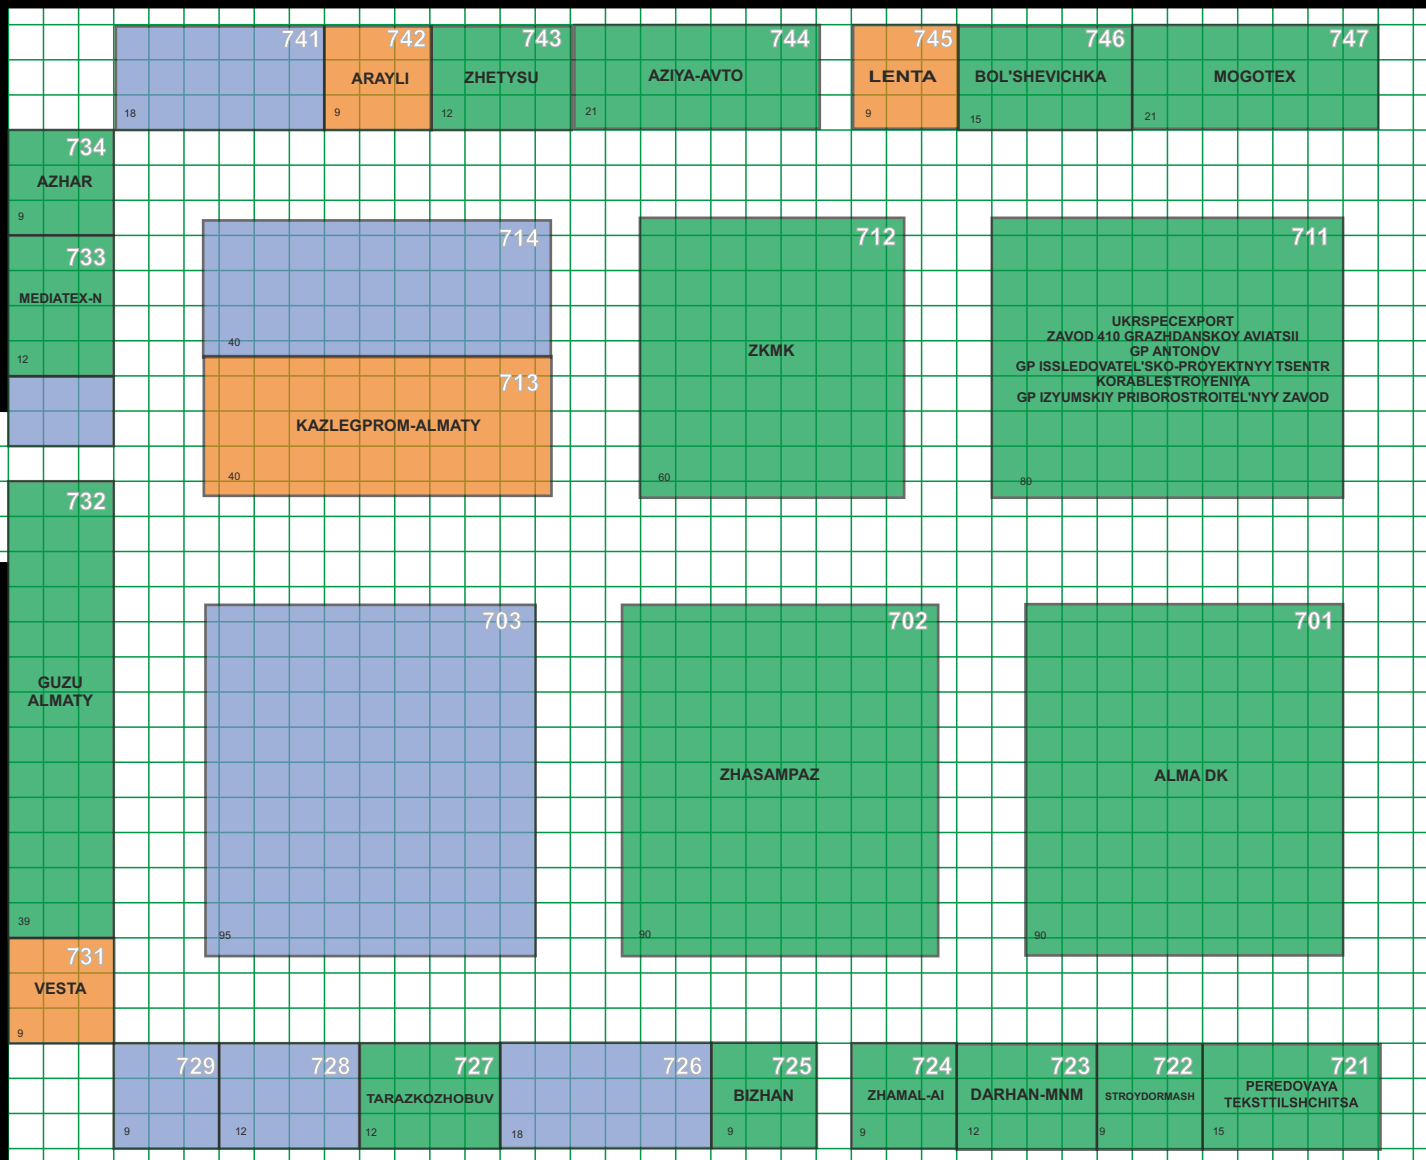 741
18
742
ARAYLI
9
743
ZHETYSU
12
744
AZIYA-AVTO
21
745
LENTA
9
746
BOL'SHEVICHKA
15
747
MOGOTEX
21
734
AZHAR
9
733
MEDIATEX-N
12
714
40
713
KAZLEGPROM-ALMATY
40
712
ZKMK
60
711
UKRSPECEXPORT
ZAVOD 410 GRAZHDANSKOY AVIATSII
GP ANTONOV
GP ISSLEDOVATEL'SKO-PROYEKTNYY TSENTR
KORABLESTROYENIYA
GP IZYUMSKIY PRIBOROSTROITEL'NYY ZAVOD
80
732
GUZU
ALMATY
39
703
95
702
ZHASAMPAZ
90
701
ALMA DK
90
731
VESTA
9
729
9
728
12
727
TARAZKOZHOBUV
12
726
18
725
BIZHAN
9
724
ZHAMAL-AI
9
723
DARHAN-MNM
12
722
STROYDORMASH
9
721
PEREDOVAYA
TEKSTTILSHCHITSA
15